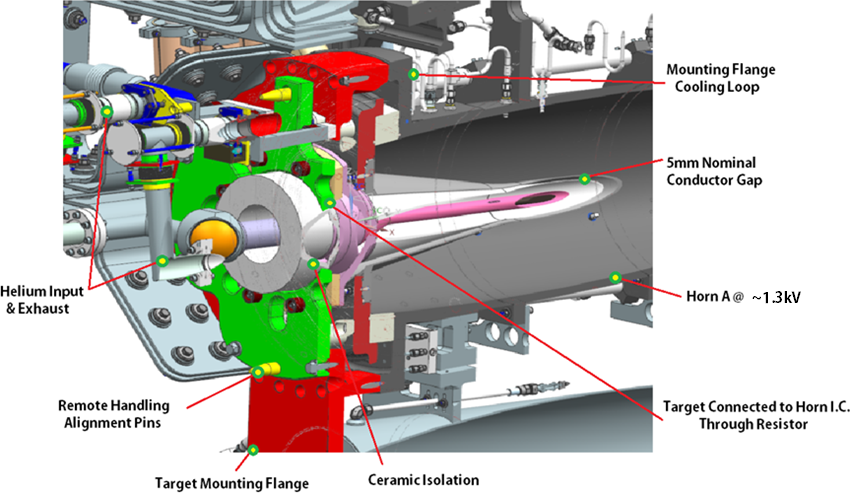 Mounting Flange
Cooling Loop
5mm Nominal
Conductor Gap
Helium Input
& Exhaust
Horn A @ ~1.3kV
Remote Handling
Alignment Pins
Target Connected to Horn I.C.
Through Resistor
Target Mounting Flange
Ceramic Isolation